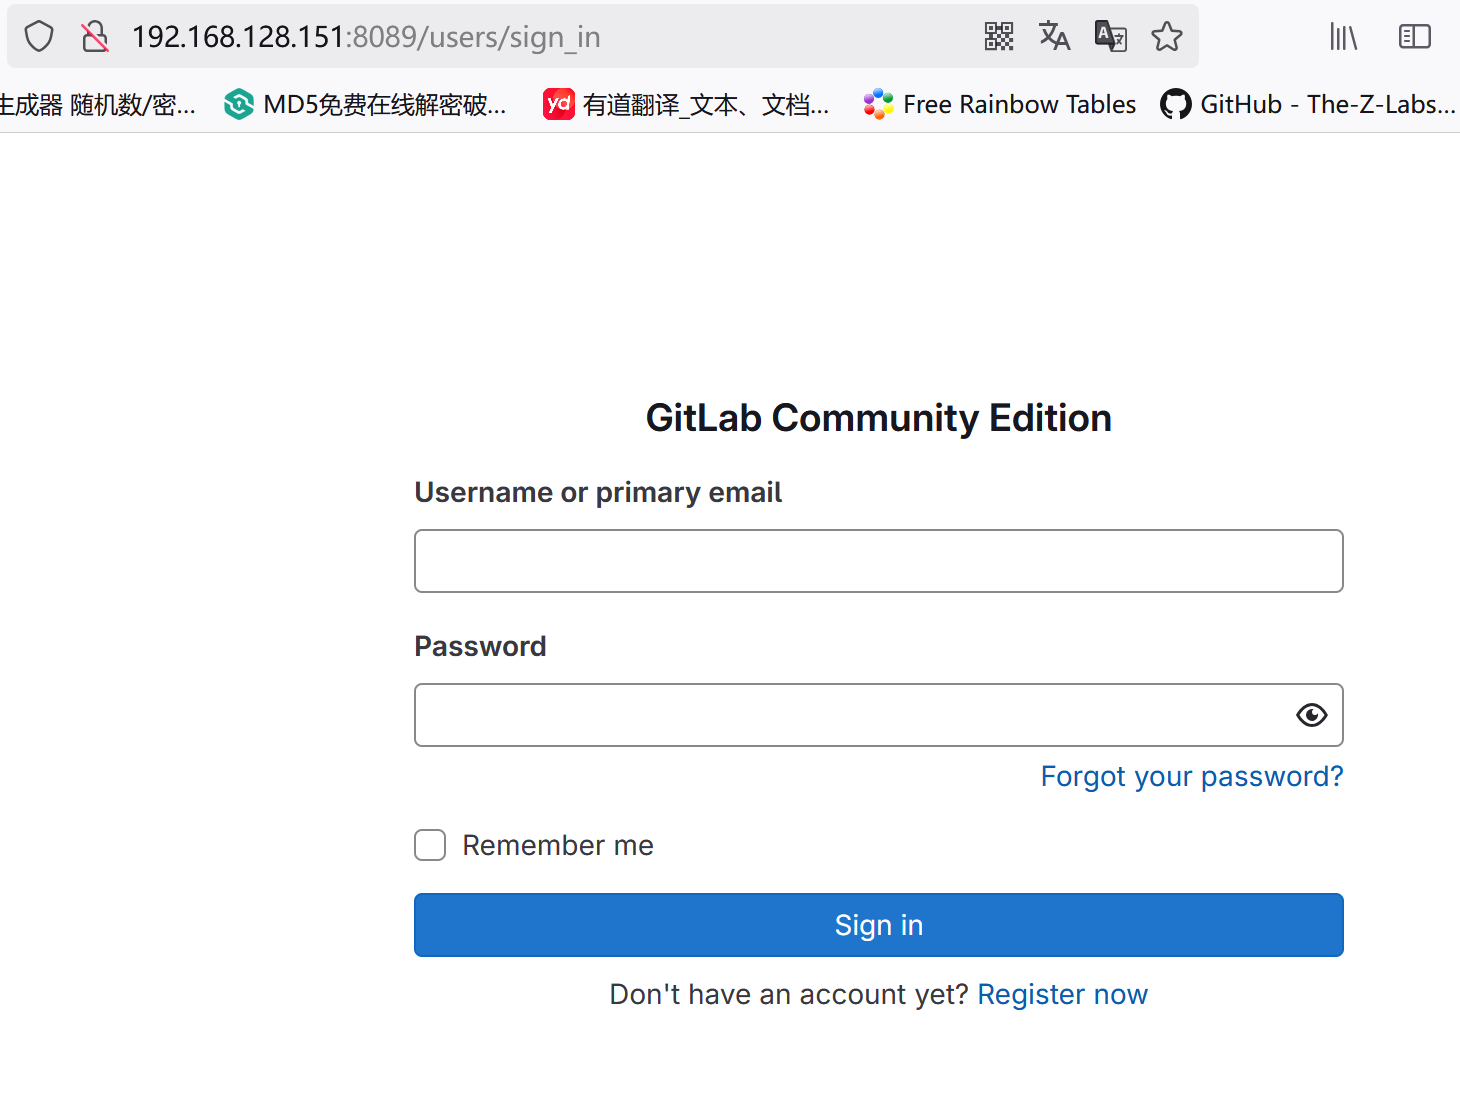 192.168.128.151:8089/users/sign_in
生成器 随机数/密... MD5免费在线解密破... yd 有道翻译_文本、文档... Free Rainbow Tables GitHub - The-Z-Labs...
GitLab Community Edition
Username or primary email
Password
Forgot your password?
Remember me
Sign in
Don't have an account yet? Register now